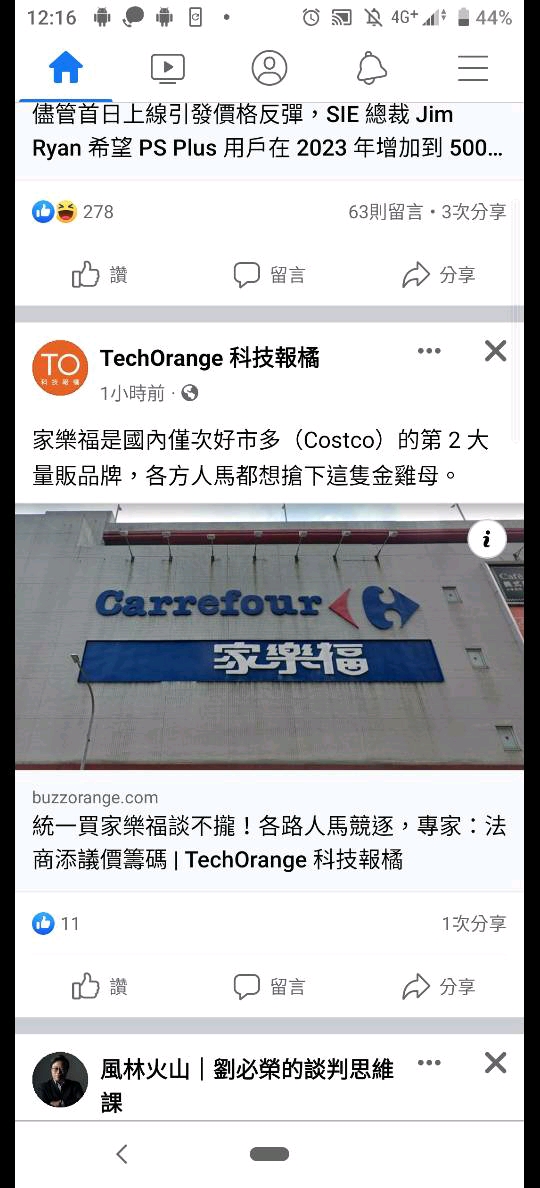 12:16
4G+
44%
儘管首日上線引發價格反彈，SIE 總裁 Jim
Ryan 希望 PS Plus 用戶在 2023 年增加到 500...
278
63則留言•3次分享
讚
留言
分享
TO
科技報橘
TechOrange 科技報橘
1小時前 ·
家樂福是國內僅次好市多（Costco）的第 2 大
量販品牌，各方人馬都想搶下這隻金雞母。
Carrefour
家樂福
buzzorange.com
統一買家樂福談不攏！各路人馬競逐，專家：法
商添議價籌碼 | TechOrange 科技報橘
11
1次分享
讚
留言
分享
風林火山｜劉必榮的談判思維
課